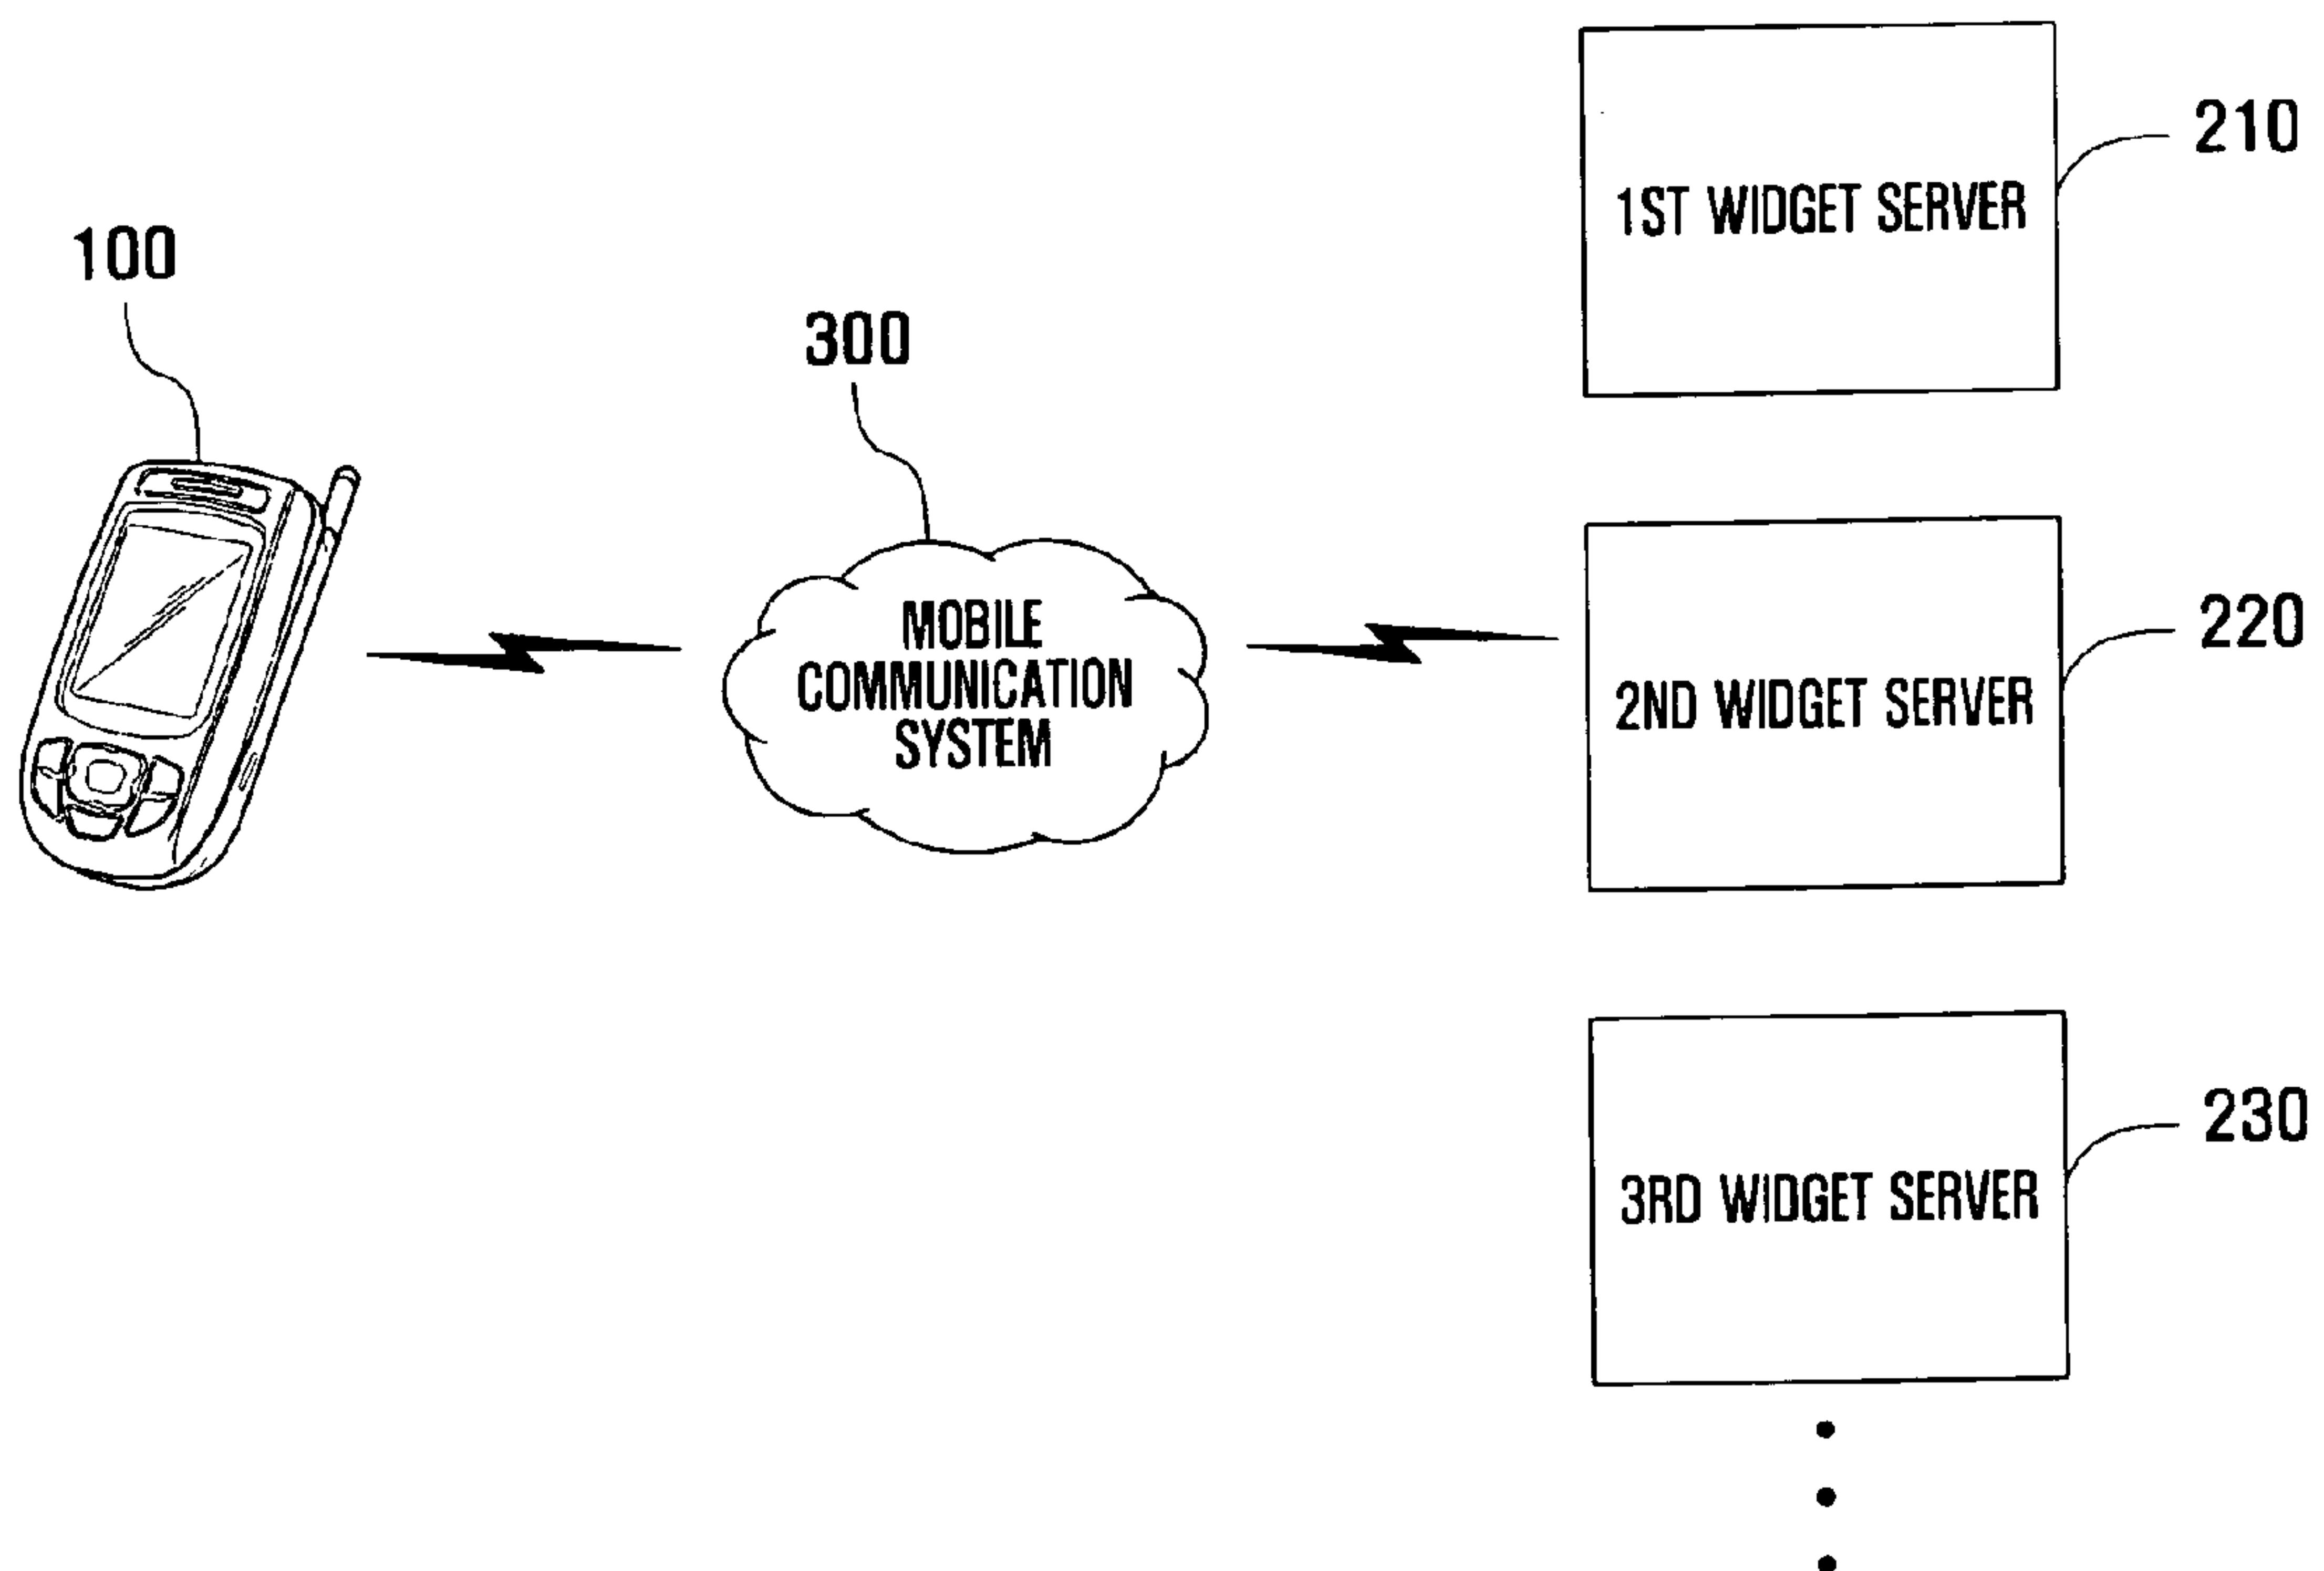 100
300
MOBILE
COMMUNICATION
SYSTEM
1ST WIDGET SERVER
210
2ND WIDGET SERVER
220
3RD WIDGET SERVER
230